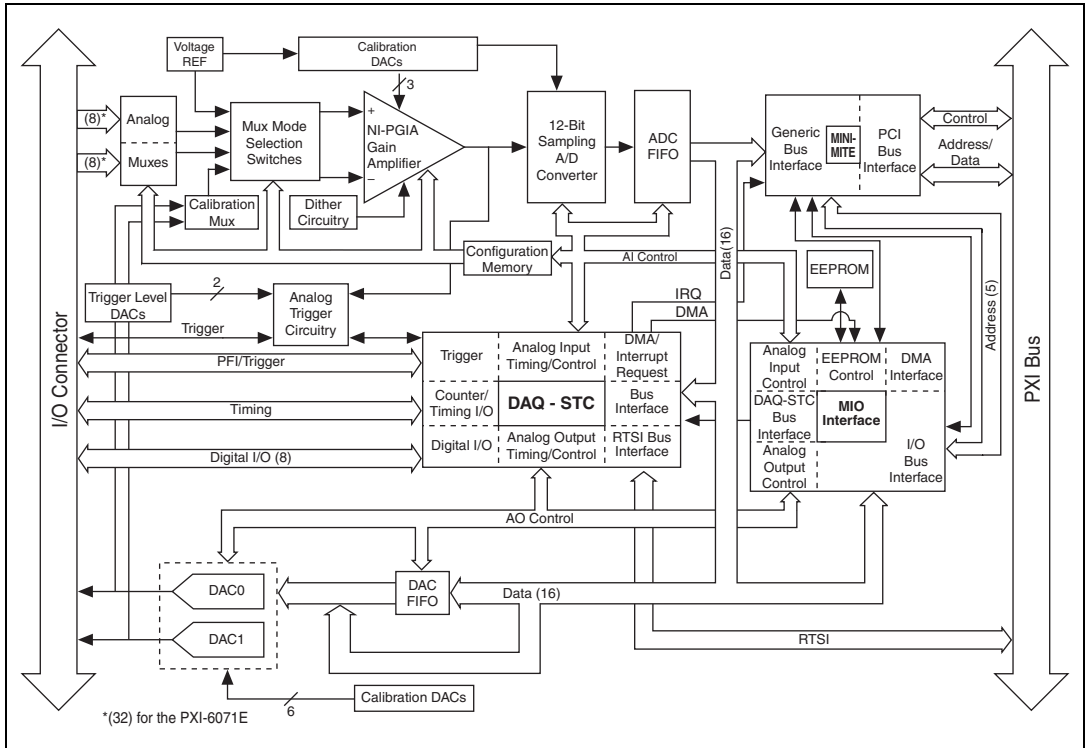 Voltage
REF
Calibration
DACs
3
(8)*
(8)*
Analog
Muxes
Mux Mode
Selection
Switches
+
NI-PGIA
Gain
Amplifier
–
12-Bit
Sampling
A/D
Converter
ADC
FIFO
Generic
Bus
Interface
MINI-
MITE
PCI
Bus
Interface
Control
Address/
Data
Calibration
Mux
Dither
Circuitry
Configuration
Memory
AI Control
Data(16)
EEPROM
Address (5)
IRQ
DMA
I/O Connector
PXI Bus
Trigger Level
DACs
2
Analog
Trigger
Circuitry
Trigger
PFI/Trigger
Timing
Digital I/O (8)
Trigger
Analog Input
Timing/Control
DMA/
Interrupt
Request
Counter/
Timing I/O
DAQ - STC
Bus
Interface
Digital I/O
Analog Output
Timing/Control
RTSI Bus
Interface
Analog
Input
Control
EEPROM
Control
DMA
Interface
DAQ-STC
Bus
Interface
MIO
Interface
Analog
Output
Control
I/O
Bus
Interface
AO Control
DAC0
DAC
FIFO
Data (16)
DAC1
RTSI
6
Calibration DACs
*(32) for the PXI-6071E